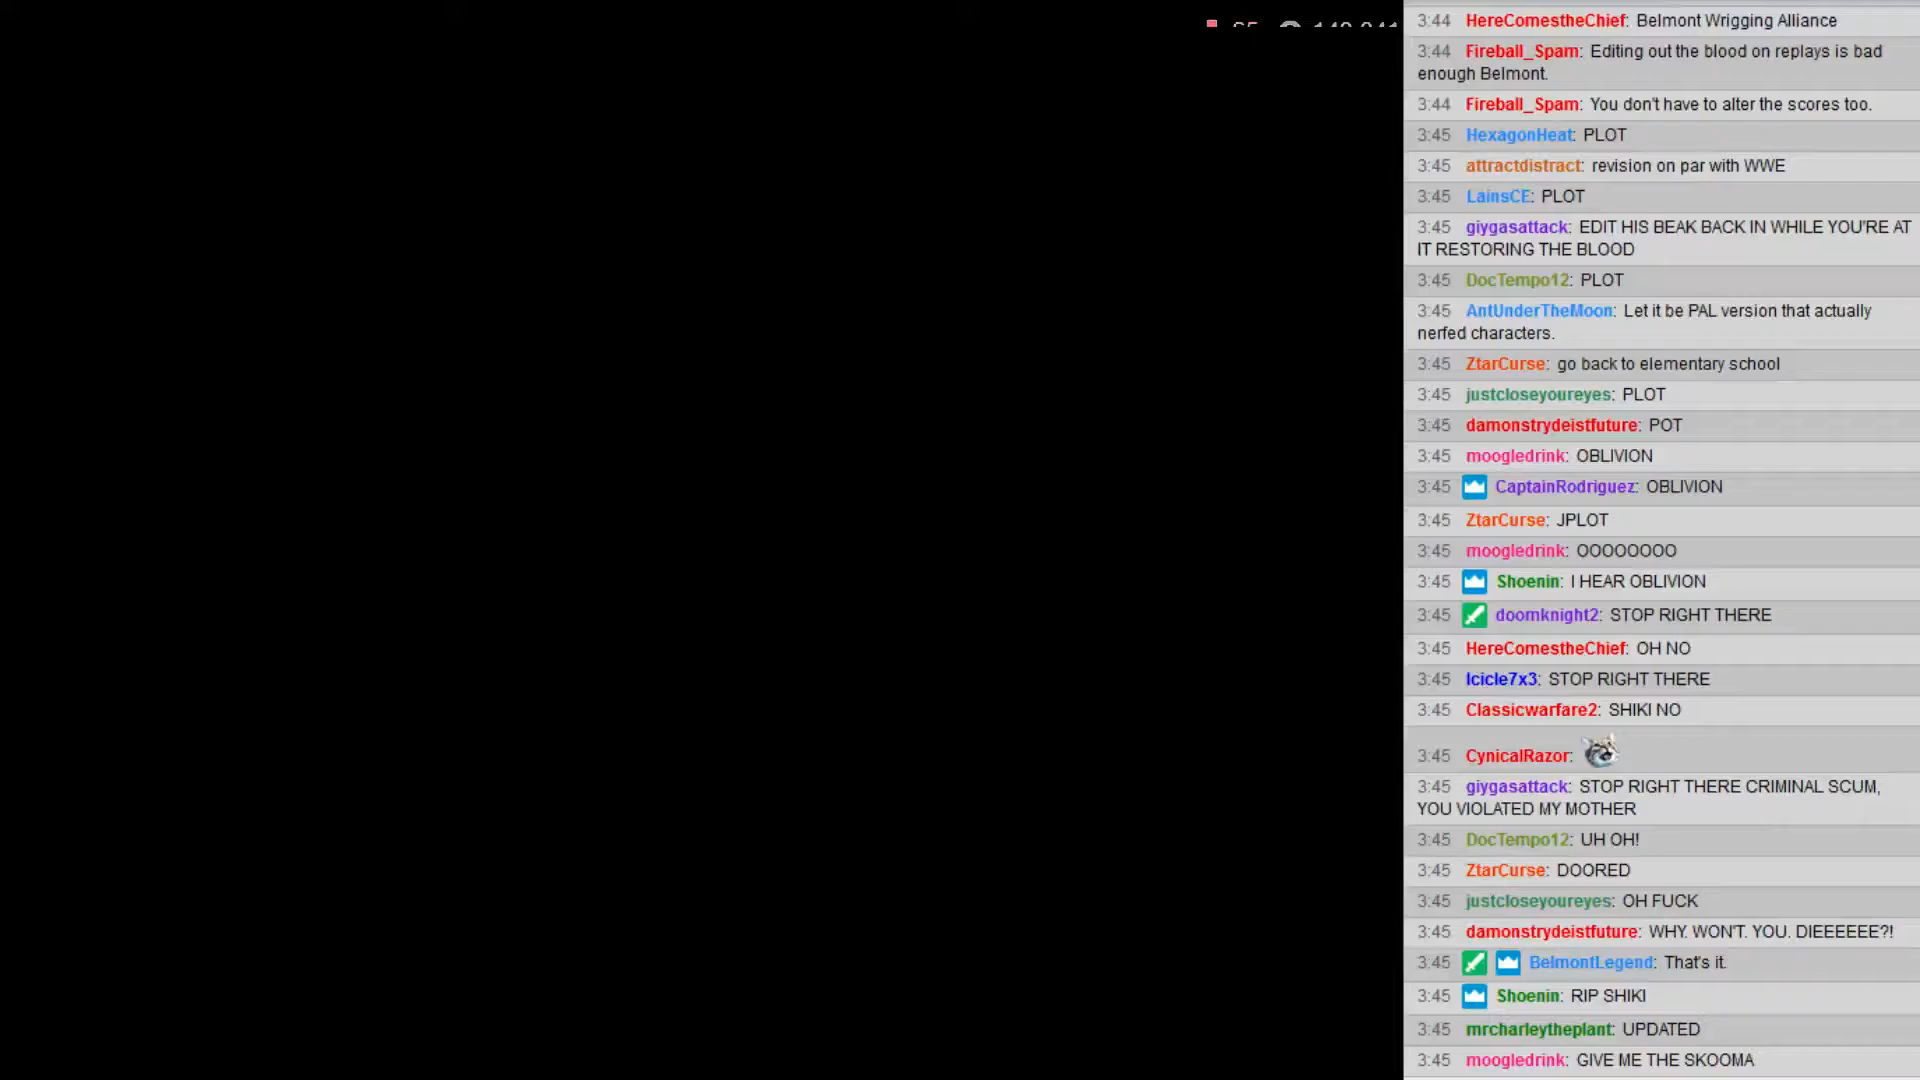 3:44 HereComestheChief: Belmont Wrigging Alliance
3:44 Fireball_Spam: Editing out the blood on replays is bad
enough Belmont.
3:44 Fireball_Spam: You don't have to alter the scores too.
3:45 HexagonHeat: PLOT
3:45 attractdistract: revision on par with WWE
3:45 LainsCE: PLOT
3:45 giygasattack: EDIT HIS BEAK BACK IN WHILE YOU'RE AT
IT RESTORING THE BLOOD
3:45 DocTempo12: PLOT
3:45 AntUnderTheMoon: Let it be PAL version that actually
nerfed characters.
3:45 ZtarCurse: go back to elementary school
3:45 justcloseyoureyes: PLOT
3:45 damonstrydeistfuture: POT
3:45 moogledrink: OBLIVION
3:45 CaptainRodriguez: OBLIVION
3:45 ZtarCurse: JPLOT
3:45 moogledrink: OOOOOOOO
3:45 Shoenin: I HEAR OBLIVION
3:45 doomknight2: STOP RIGHT THERE
3:45 HereComestheChief: OH NO
3:45 Icicle7x3: STOP RIGHT THERE
3:45 Classicwarfare2: SHIKI NO
3:45 CynicalRazor:
3:45 giygasattack: STOP RIGHT THERE CRIMINAL SCUM,
YOU VIOLATED MY MOTHER
3:45 DocTempo12: UH OH!
3:45 ZtarCurse: DOORED
3:45 justcloseyoureyes: OH FUCK
3:45 damonstrydeistfuture: WHY. WON'T. YOU. DIEEEEEE?!
3:45 BelmontLegend: That's it.
3:45 Shoenin: RIP SHIKI
3:45 mrcharleytheplant: UPDATED
3:45 moogledrink: GIVE ME THE SKOOMA